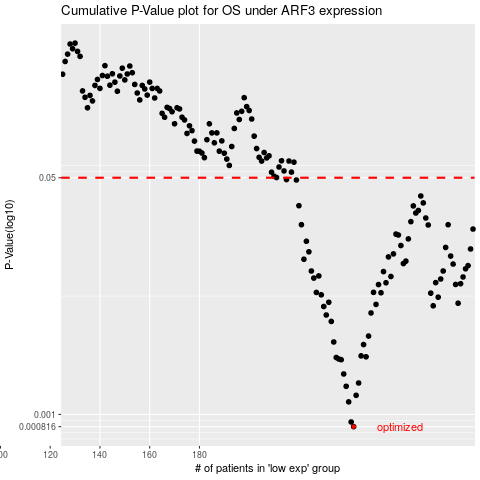 Cumulative P-Value plot for OS under ARF3 expression
P-Value(log10)
0.05
0.001
0.000816
optimized
00 120 140 160 180
# of patients in 'low exp' group